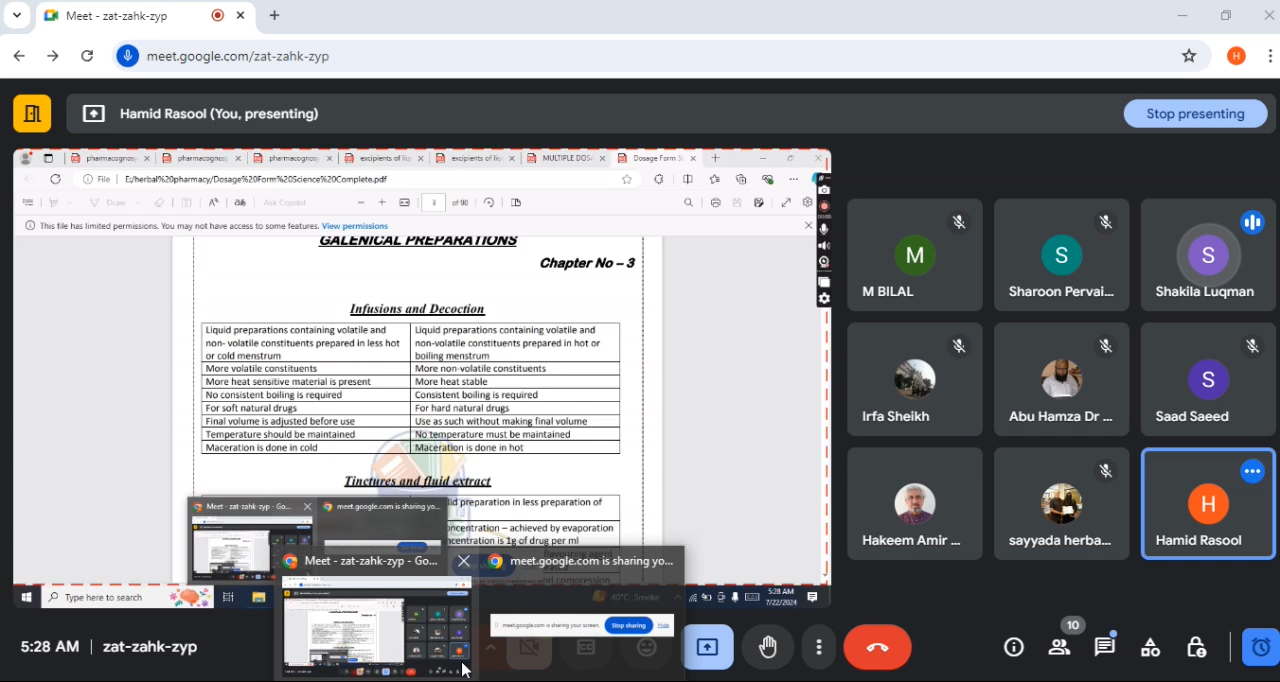 Meet - zat-zahk-zyp
meet.google.com/zat-zahk-zyp
H
Hamid Rasool (You, presenting)
Stop presenting
pharmacognos
pharmacognos
pharmacognos
excipients of liq
excipients of liq
MULTIPLE DOS
Dosage Form S
File
E:/herbal%20pharmacy/Dosage%20Form%20Science%20Complete.pdf
Draw
Ask Copilot
8
of 90
This file has limited permissions. You may not have access to some features. View permissions
GALENICAL PREPARATIONS
Chapter No – 3
Infusions and Decoction
Liquid preparations containing volatile and
non- volatile constituents prepared in less hot
or cold menstrum
Liquid preparations containing volatile and
non-volatile constituents prepared in hot or
boiling menstrum
More volatile constituents
More non-volatile constituents
More heat sensitive material is present
More heat stable
No consistent boiling is required
Consistent boiling is required
For soft natural drugs
For hard natural drugs
Final volume is adjusted before use
Use as such without making final volume
Temperature should be maintained
No temperature must be maintained
Maceration is done in cold
Maceration is done in hot
Tinctures and fluid extract
preparation in less preparation of
oncentration – achieved by evaporation
ncentration is 1g of drug per ml
Meet - zat-zahk-zyp - Go...
meet.google.com is sharing yo...
Meet - zat-zahk-zyp - Go...
meet.google.com is sharing yo...
meet.google.com is sharing your screen.
Stop sharing
Hide
Type here to search
40°C Smoke
5:28 AM
7/22/2024
M
M BILAL
S
Sharoon Pervai...
S
Shakila Luqman
Irfa Sheikh
Abu Hamza Dr ...
S
Saad Saeed
Hakeem Amir ...
sayyada herba...
H
Hamid Rasool
5:28 AM
zat-zahk-zyp
10